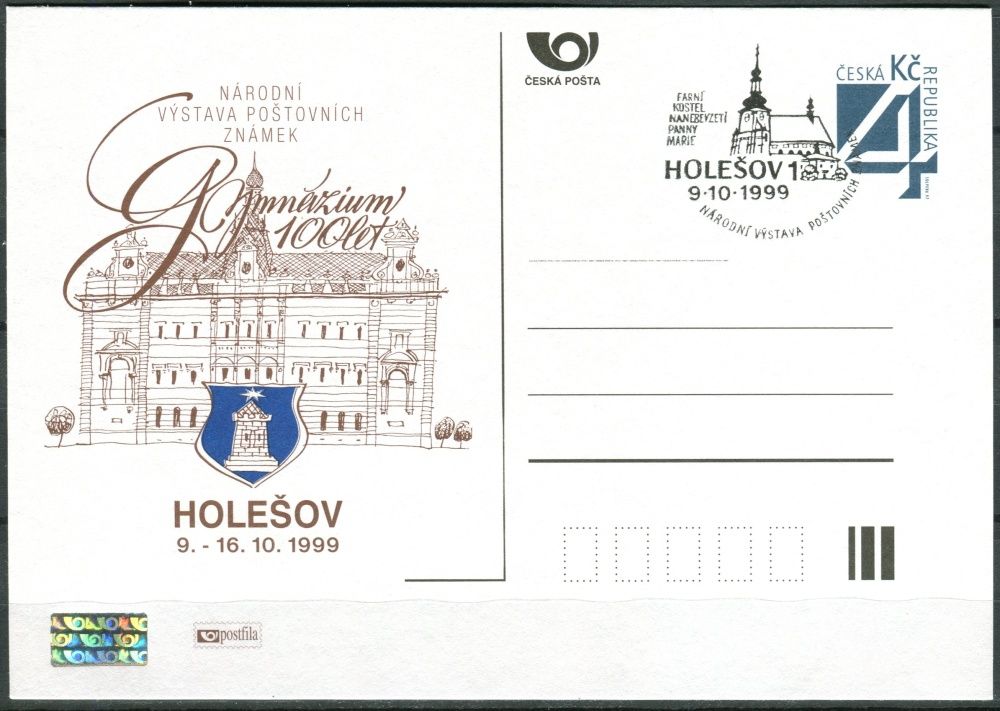 NÁRODNÍ
VÝSTAVA POŠTOVNÍCH
ZNÁMEK
Gymnázium
100 let
HOLEŠOV
9. - 16. 10. 1999
postfila
ČESKÁ POŠTA
FARNÍ
KOSTEL
NANEBEVZETÍ
PANNY
MARIE
HOLEŠOV 1
9·10·1999
NÁRODNÍ VÝSTAVA POŠTOVNÍCH
ČESKÁ Kč
REPUBLIKA
4